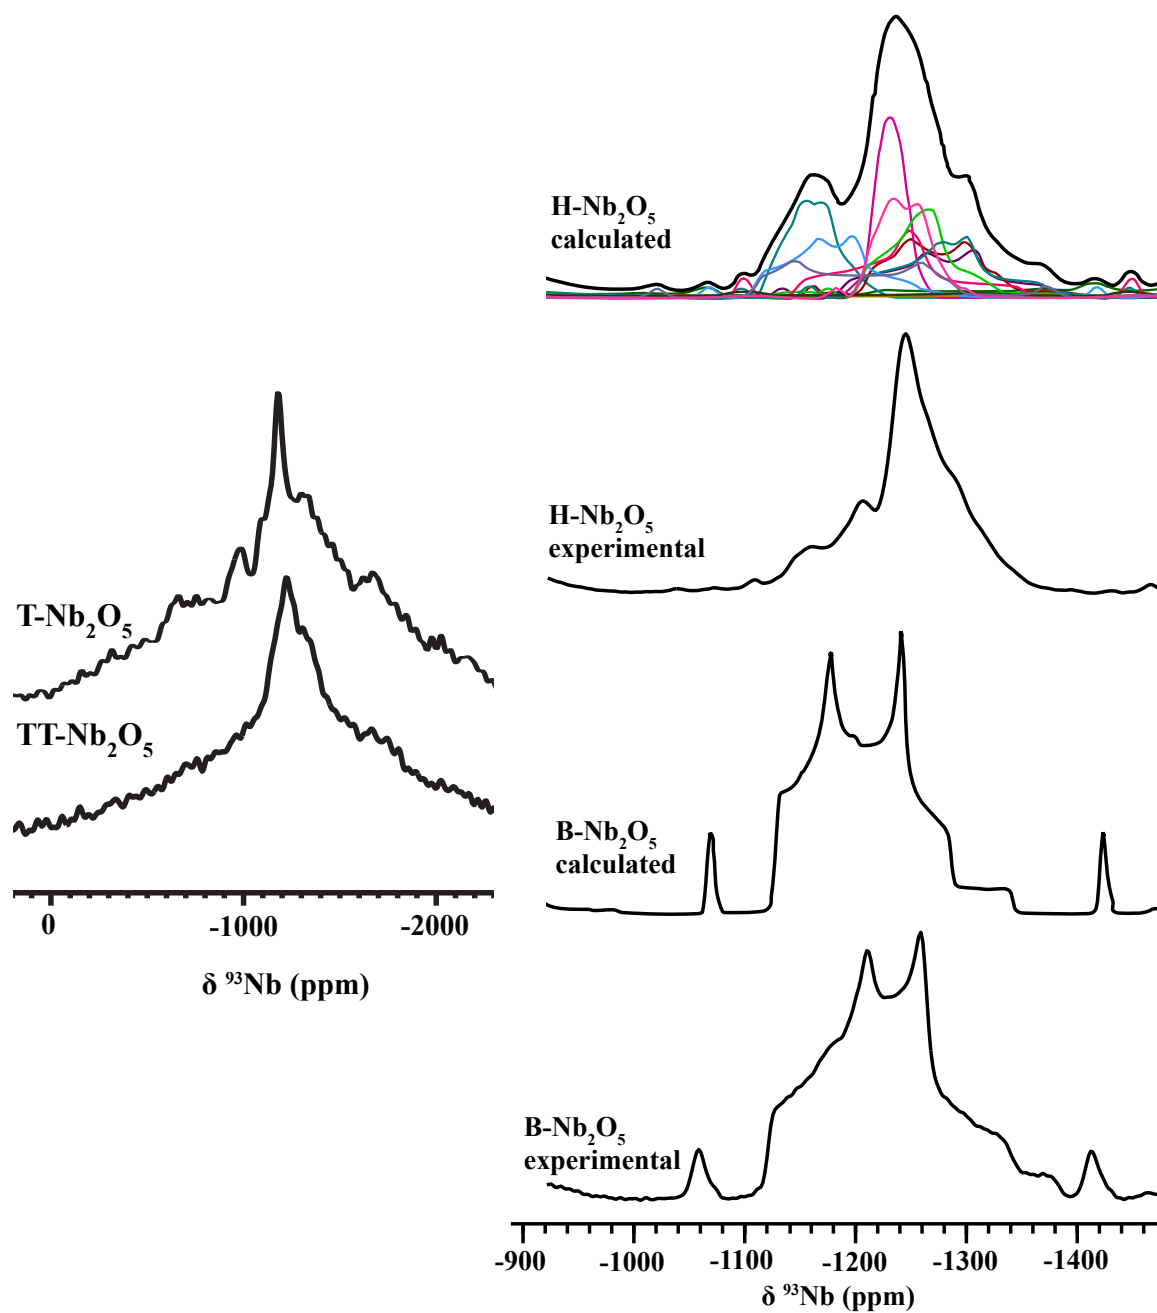 H-Nb₂O₅
calculated
H-Nb₂O₅
experimental
T-Nb₂O₅
TT-Nb₂O₅
0 -1000 -2000
δ ⁹³Nb (ppm)
B-Nb₂O₅
calculated
B-Nb₂O₅
experimental
-900 -1000 -1100 -1200 -1300 -1400
δ ⁹³Nb (ppm)